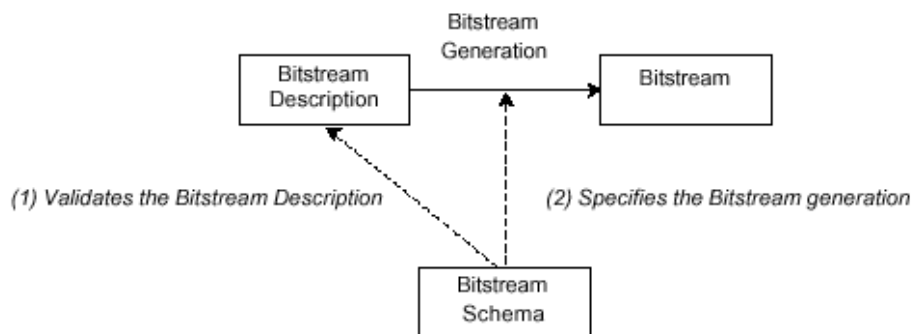 Bitstream
Generation
Bitstream
Description
Bitstream
(1) Validates the Bitstream Description
(2) Specifies the Bitstream generation
Bitstream
Schema